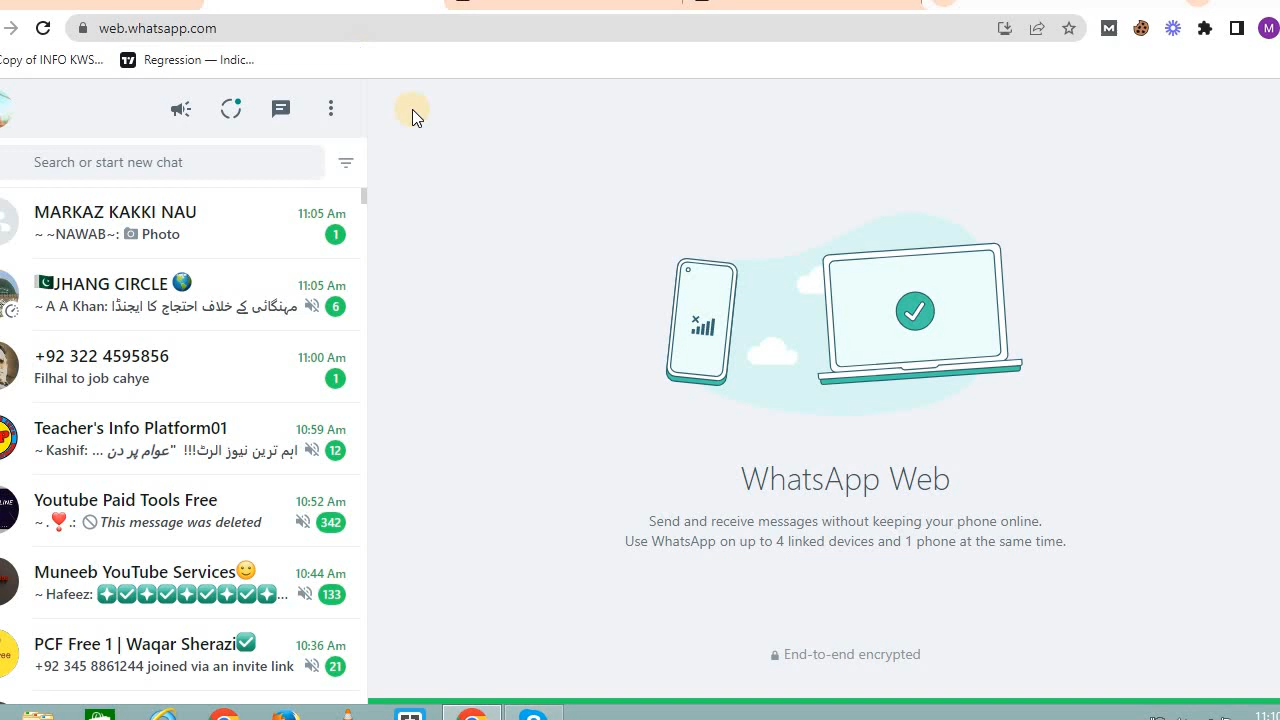 web.whatsapp.com
M
M
Copy of INFO KWS...
Regression — Indic...
Search or start new chat
MARKAZ KAKKI NAU
11:05 Am
~ ~NAWAB~: Photo
1
JHANG CIRCLE
11:05 Am
~ A A Khan: مہنگائی کے خلاف احتجاج کا ایجنڈا
6
+92 322 4595856
11:00 Am
Filhal to job cahye
1
Teacher's Info Platform01
10:59 Am
~ Kashif: اہم ترین نیوز الرٹ!!! "عوام پر دن ...
12
Youtube Paid Tools Free
10:52 Am
~ . .: This message was deleted
342
Muneeb YouTube Services
10:44 Am
~ Hafeez: ...
133
PCF Free 1 | Waqar Sherazi
10:36 Am
+92 345 8861244 joined via an invite link
21
WhatsApp Web
Send and receive messages without keeping your phone online.
Use WhatsApp on up to 4 linked devices and 1 phone at the same time.
End-to-end encrypted